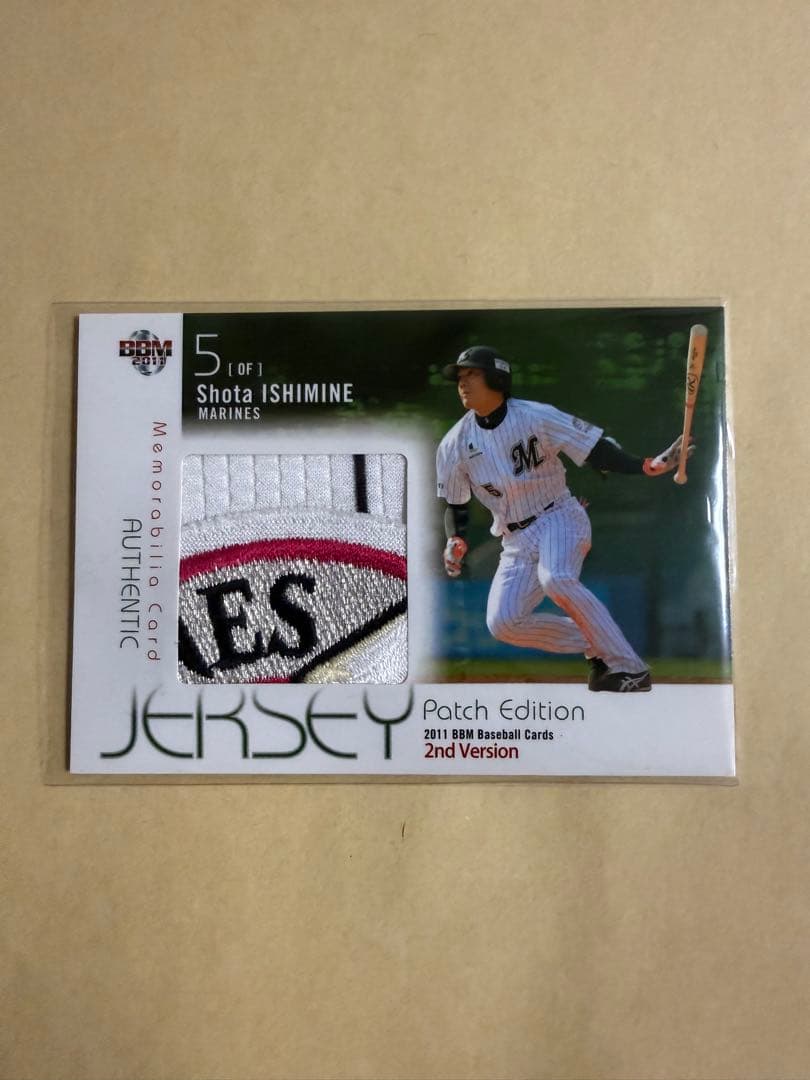 BBM
2011
5 [ OF ]
Shota ISHIMINE
MARINES
Memorabilia Card
AUTHENTIC
M
5
ES
JERSEY
Patch Edition
2011 BBM Baseball Cards
2nd Version